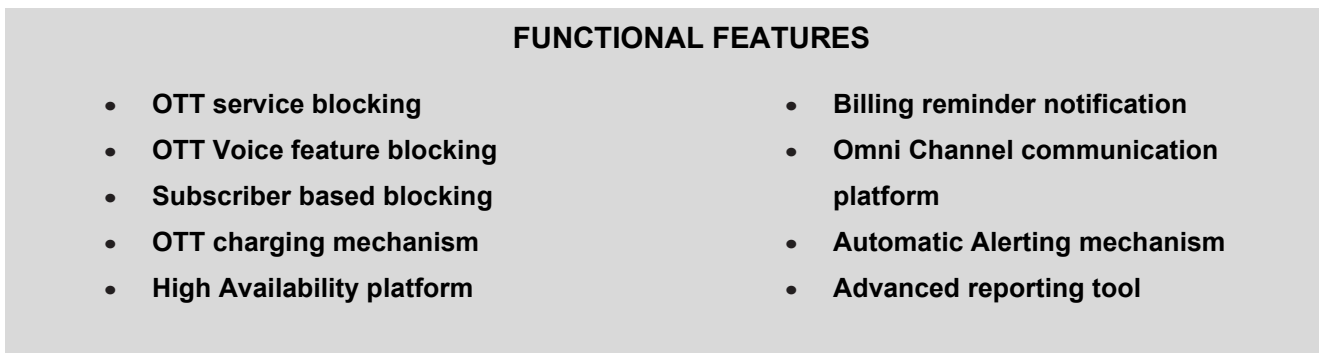 FUNCTIONAL FEATURES
• OTT service blocking
• OTT Voice feature blocking
• Subscriber based blocking
• OTT charging mechanism
• High Availability platform
• Billing reminder notification
• Omni Channel communication
platform
• Automatic Alerting mechanism
• Advanced reporting tool